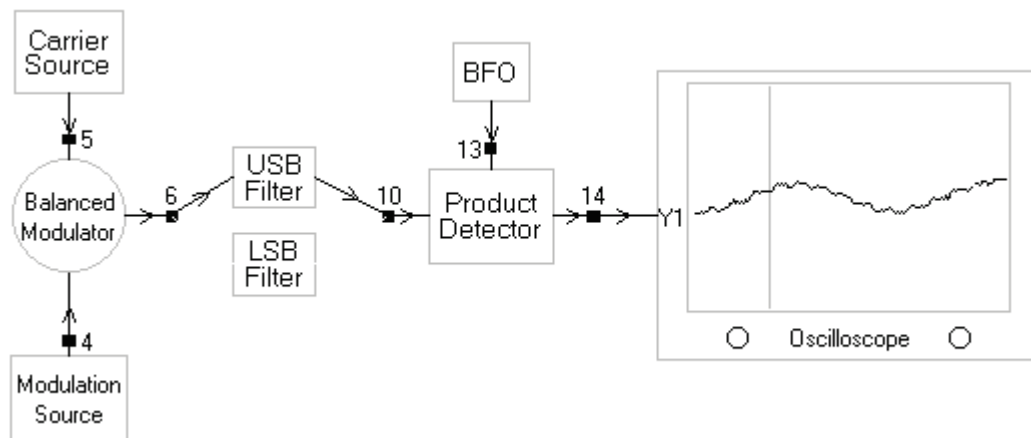 Carrier
Source
5
Balanced
Modulator
4
Modulation
Source
6
USB
Filter
LSB
Filter
10
BFO
13
Product
Detector
14
Y1
Oscilloscope